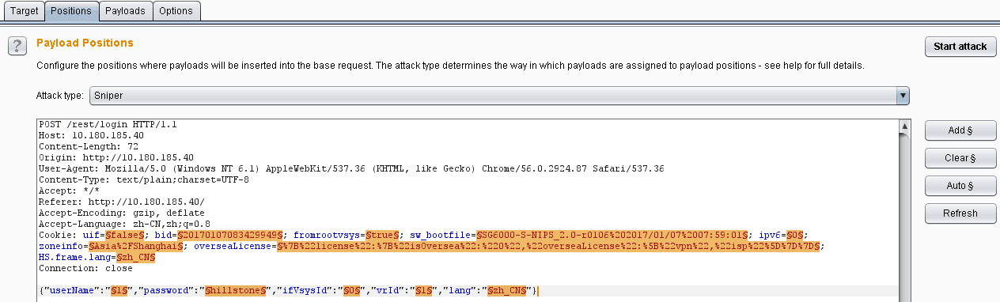 Target Positions Payloads Options
? Payload Positions
Start attack
Configure the positions where payloads will be inserted into the base request. The attack type determines the way in which payloads are assigned to payload positions - see help for full details.
Attack type: Sniper
POST /rest/login HTTP/1.1
Host: 10.180.185.40
Content-Length: 72
Origin: http://10.180.185.40
User-Agent: Mozilla/5.0 (Windows NT 6.1) AppleWebKit/537.36 (KHTML, like Gecko) Chrome/56.0.2924.87 Safari/537.36
Content-Type: text/plain;charset=UTF-8
Accept: */*
Referer: http://10.180.185.40/
Accept-Encoding: gzip, deflate
Accept-Language: zh-CN,zh;q=0.8
Cookie: uif=§false§; bid=§20170107083429949§; fromrootvsys=§true§; sw_bootfile=§SG6000-S-NIPS_2.0-r0106%202017/01/07%2007:59:01§; ipv6=§0§;
zoneinfo=§Asia%2FShanghai§; overseaLicense=§%7B%22license%22:%7B%22isOversea%22:%220%22,%22overseaLicense%22:%5B%22vpn%22,%22isp%22%5D%7D%7D§;
HS.frame.lang=§zh_CN§
Connection: close
{"userName":"§1§","password":"§hillstone§","ifVsysId":"§0§","vrId":"§1§","lang":"§zh_CN§"}
Add §
Clear §
Auto §
Refresh